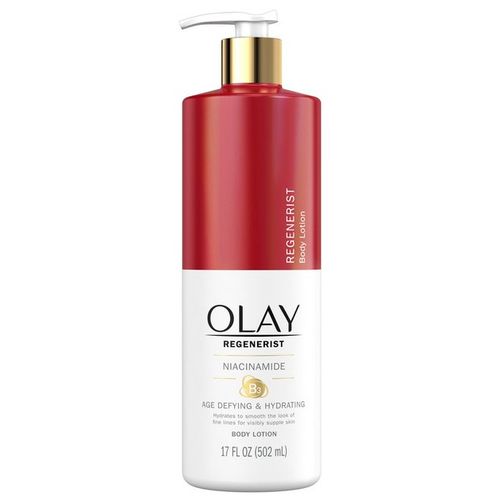 REGENERIST
Body Lotion
OLAY
REGENERIST
NIACINAMIDE
B3
AGE DEFYING & HYDRATING
Hydrates to smooth the look of
fine lines for visibly supple skin
BODY LOTION
17 FL OZ (502 mL)